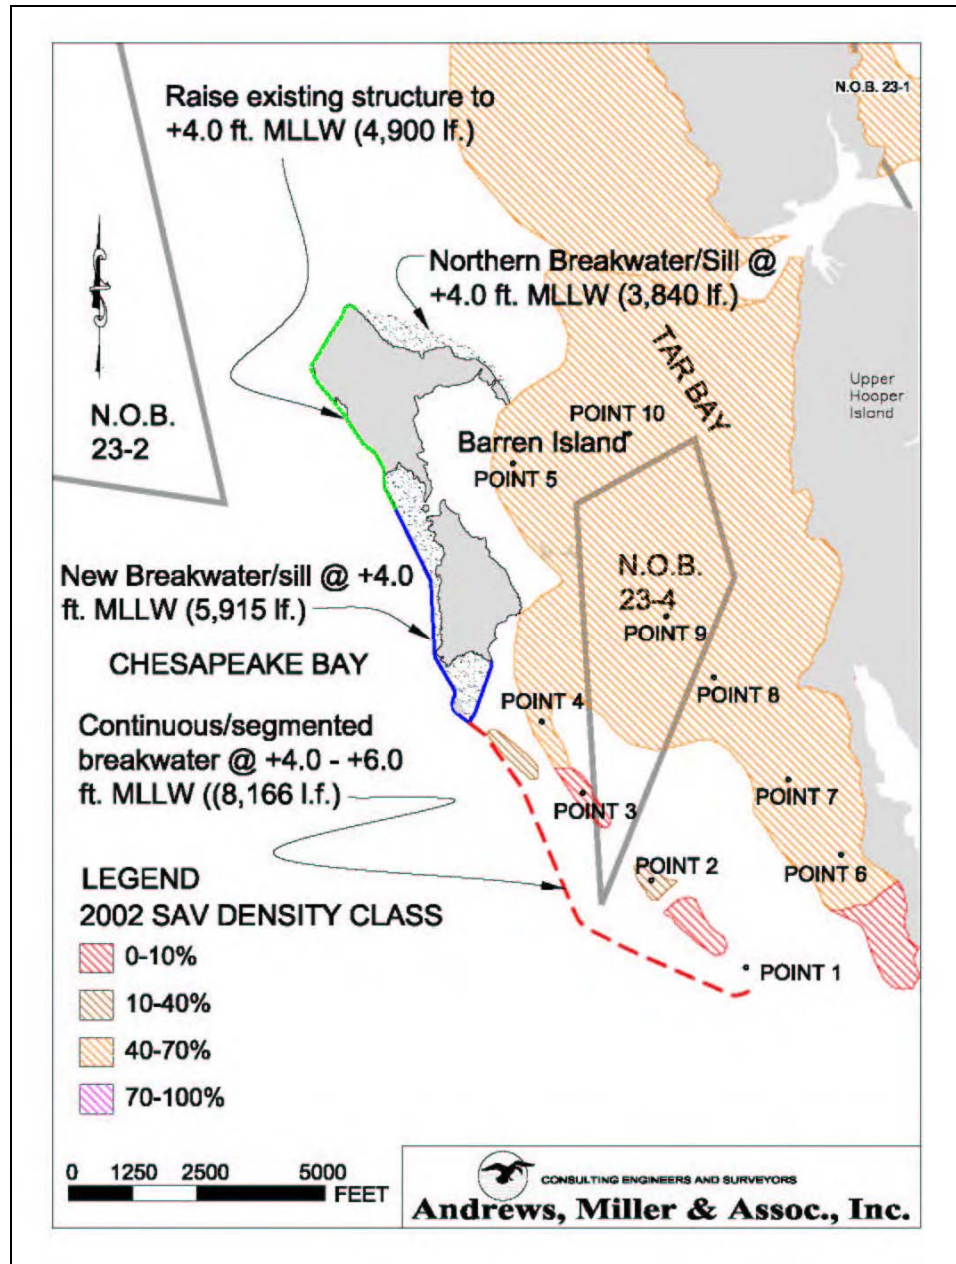 N.O.B. 23-1
Raise existing structure to
+4.0 ft. MLLW (4,900 lf.)
Northern Breakwater/Sill @
+4.0 ft. MLLW (3,840 lf.)
TAR BAY
Upper
Hooper
Island
N.O.B.
23-2
POINT 10
Barren Island
POINT 5
New Breakwater/sill @ +4.0
ft. MLLW (5,915 lf.)
N.O.B.
23-4
POINT 9
CHESAPEAKE BAY
POINT 8
POINT 4
Continuous/segmented
breakwater @ +4.0 - +6.0
ft. MLLW ((8,166 l.f.)
POINT 7
POINT 3
POINT 2
POINT 6
POINT 1
LEGEND
2002 SAV DENSITY CLASS
0-10%
10-40%
40-70%
70-100%
0 1250 2500 5000
FEET
CONSULTING ENGINEERS AND SURVEYORS
Andrews, Miller & Assoc., Inc.